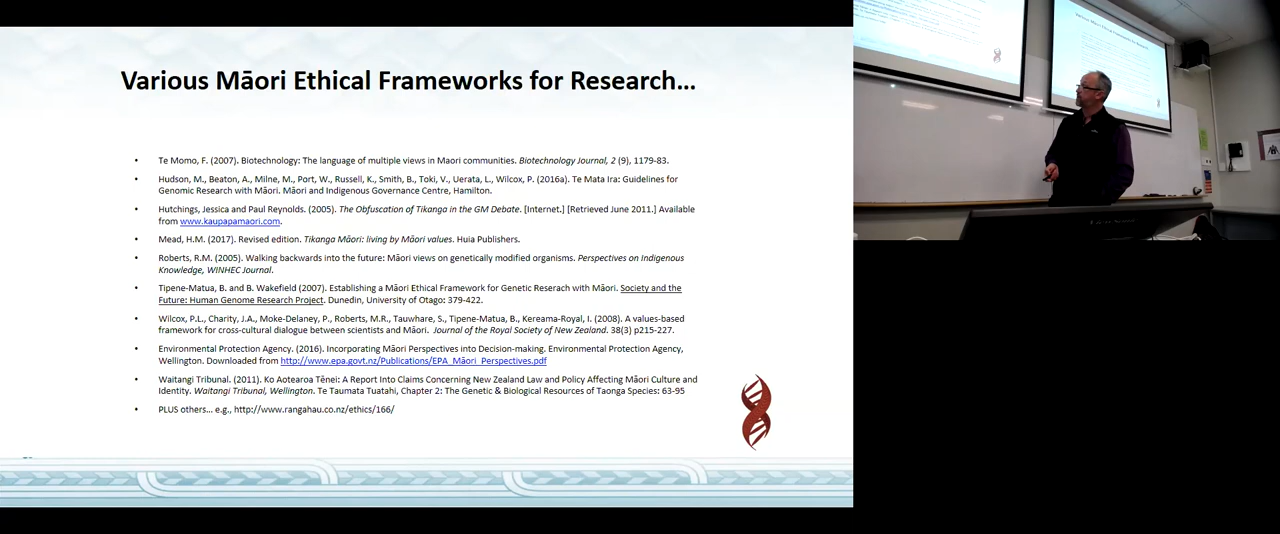 Various Māori Ethical Frameworks for Research...
• Te Momo, F. (2007). Biotechnology: The language of multiple views in Maori communities. Biotechnology Journal, 2 (9), 1179-83.
• Hudson, M., Beaton, A., Milne, M., Port, W., Russell, K., Smith, B., Toki, V., Uerata, L., Wilcox, P. (2016a). Te Mata Ira: Guidelines for
Genomic Research with Māori. Māori and Indigenous Governance Centre, Hamilton.
• Hutchings, Jessica and Paul Reynolds. (2005). The Obfuscation of Tikanga in the GM Debate. [Internet.] [Retrieved June 2011.] Available
from www.kaupapamaori.com.
• Mead, H.M. (2017). Revised edition. Tikanga Māori: living by Māori values. Huia Publishers.
• Roberts, R.M. (2005). Walking backwards into the future: Māori views on genetically modified organisms. Perspectives on Indigenous
Knowledge, WINHEC Journal.
• Tipene-Matua, B. and B. Wakefield (2007). Establishing a Māori Ethical Framework for Genetic Reserach with Māori. Society and the
Future: Human Genome Research Project. Dunedin, University of Otago: 379-422.
• Wilcox, P.L., Charity, J.A., Moke-Delaney, P., Roberts, M.R., Tauwhare, S., Tipene-Matua, B., Kereama-Royal, I. (2008). A values-based
framework for cross-cultural dialogue between scientists and Māori. Journal of the Royal Society of New Zealand. 38(3) p215-227.
• Environmental Protection Agency. (2016). Incorporating Māori Perspectives into Decision-making. Environmental Protection Agency,
Wellington. Downloaded from http://www.epa.govt.nz/Publications/EPA_Māori_Perspectives.pdf
• Waitangi Tribunal. (2011). Ko Aotearoa Tēnei: A Report Into Claims Concerning New Zealand Law and Policy Affecting Māori Culture and
Identity. Waitangi Tribunal, Wellington. Te Taumata Tuatahi, Chapter 2: The Genetic & Biological Resources of Taonga Species: 63-95
• PLUS others... e.g., http://www.rangahau.co.nz/ethics/166/
Various Māori Ethical Frameworks for Research...